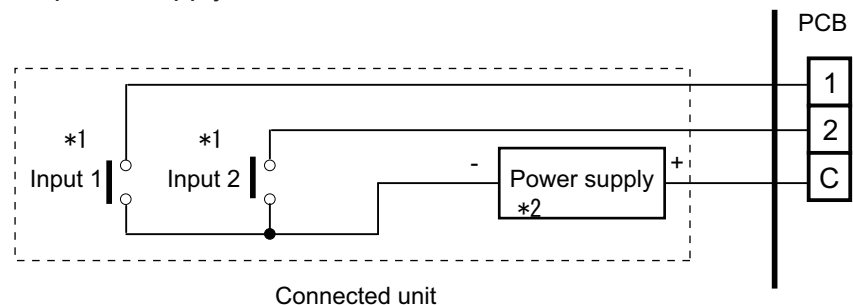 PCB
1
*1 *1
2
Input 1 Input 2 - Power supply +
*2
C
Connected unit